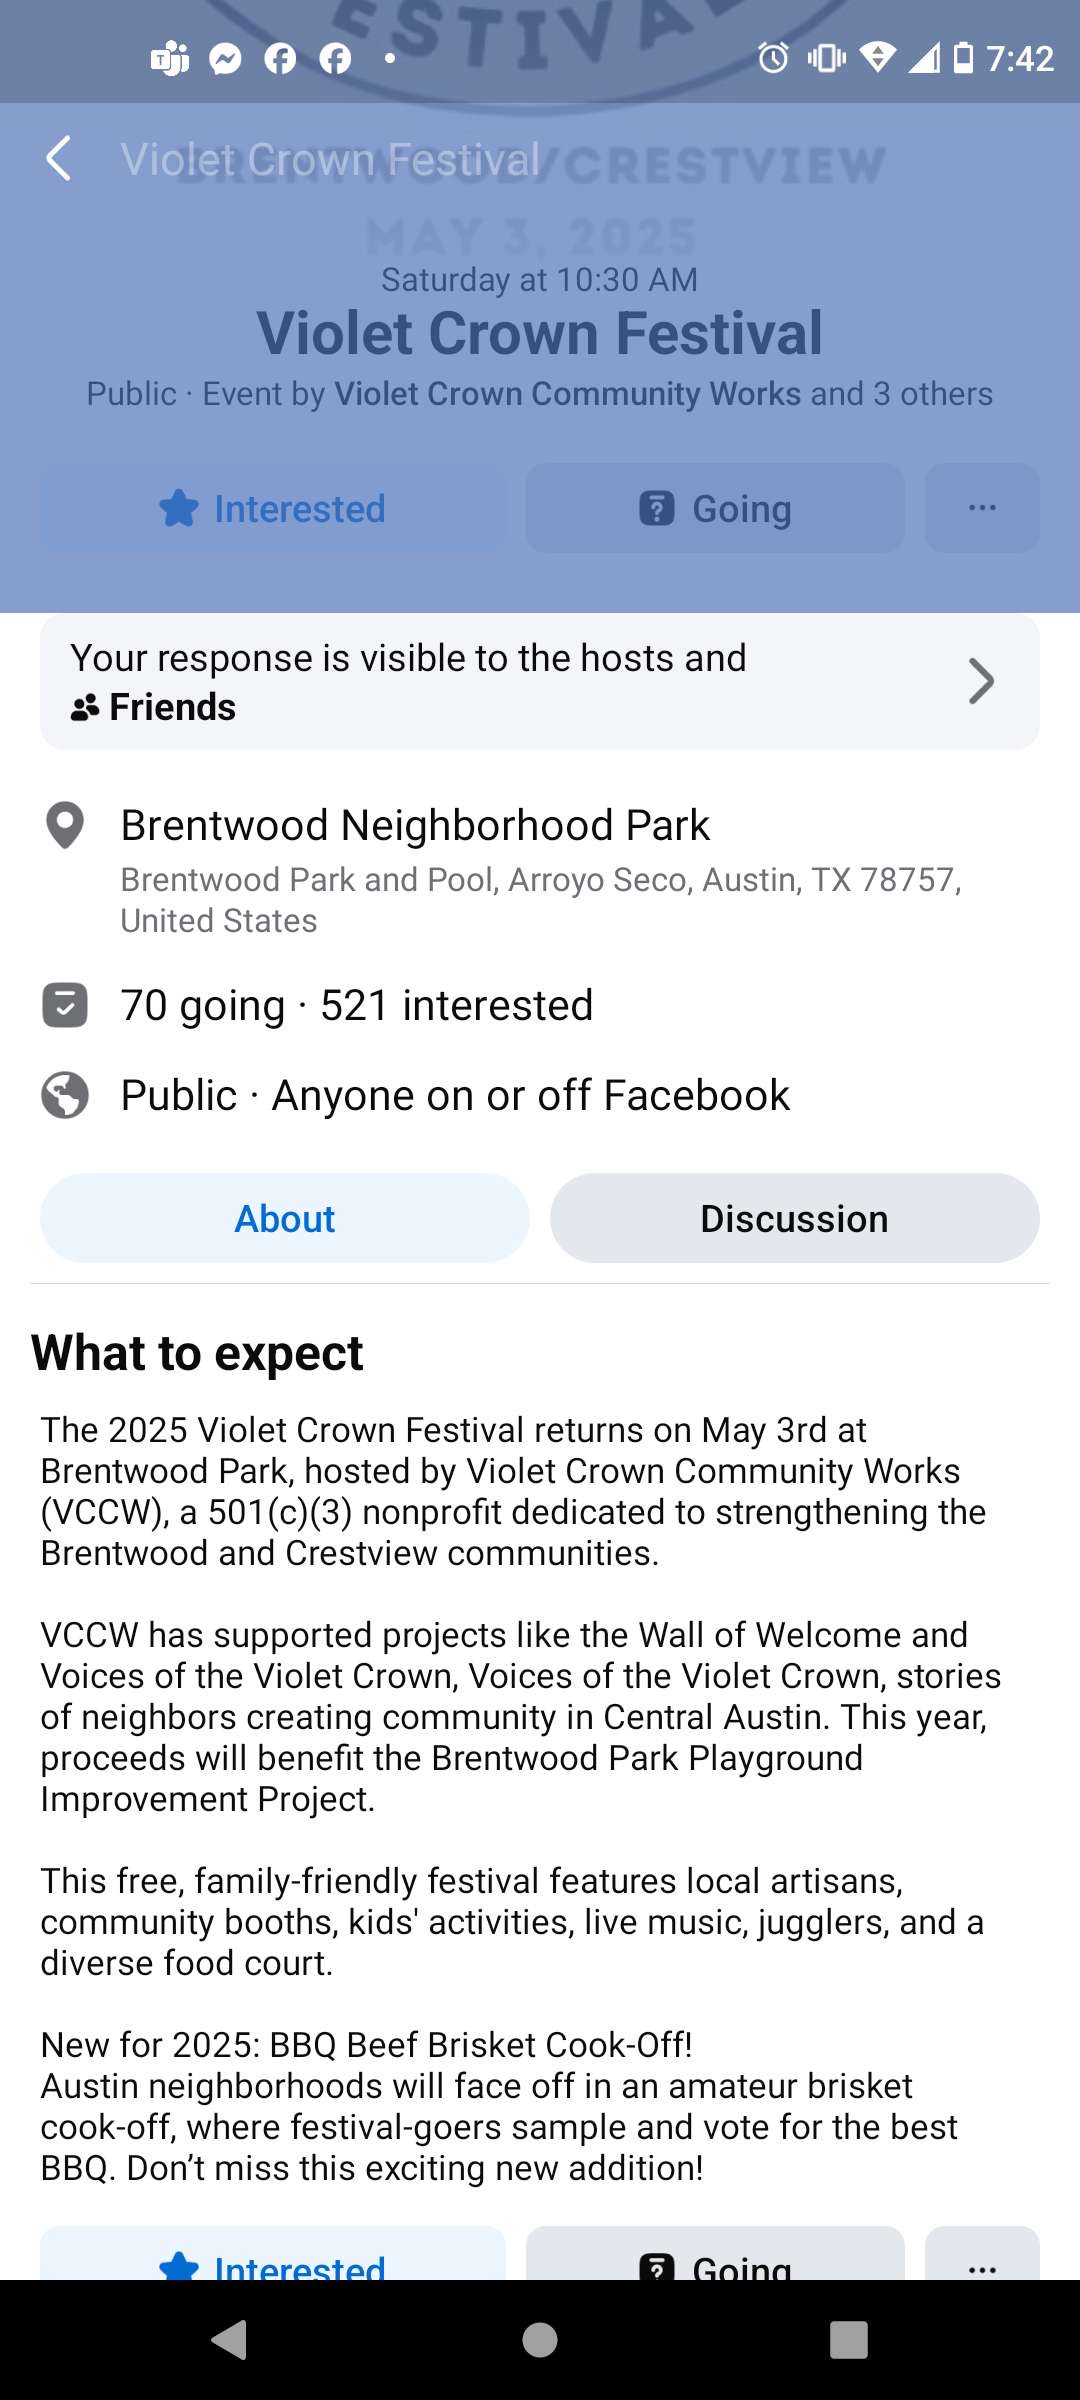 ESTIVA
7:42
Violet Crown Festival
BRENTWOOD/CRESTVIEW
MAY 3, 2025
Saturday at 10:30 AM
Violet Crown Festival
Public · Event by Violet Crown Community Works and 3 others
Interested
Going
Your response is visible to the hosts and
Friends
Brentwood Neighborhood Park
Brentwood Park and Pool, Arroyo Seco, Austin, TX 78757,
United States
70 going · 521 interested
Public · Anyone on or off Facebook
About
Discussion
What to expect
The 2025 Violet Crown Festival returns on May 3rd at
Brentwood Park, hosted by Violet Crown Community Works
(VCCW), a 501(c)(3) nonprofit dedicated to strengthening the
Brentwood and Crestview communities.
VCCW has supported projects like the Wall of Welcome and
Voices of the Violet Crown, Voices of the Violet Crown, stories
of neighbors creating community in Central Austin. This year,
proceeds will benefit the Brentwood Park Playground
Improvement Project.
This free, family-friendly festival features local artisans,
community booths, kids' activities, live music, jugglers, and a
diverse food court.
New for 2025: BBQ Beef Brisket Cook-Off!
Austin neighborhoods will face off in an amateur brisket
cook-off, where festival-goers sample and vote for the best
BBQ. Don’t miss this exciting new addition!
Interested
Going